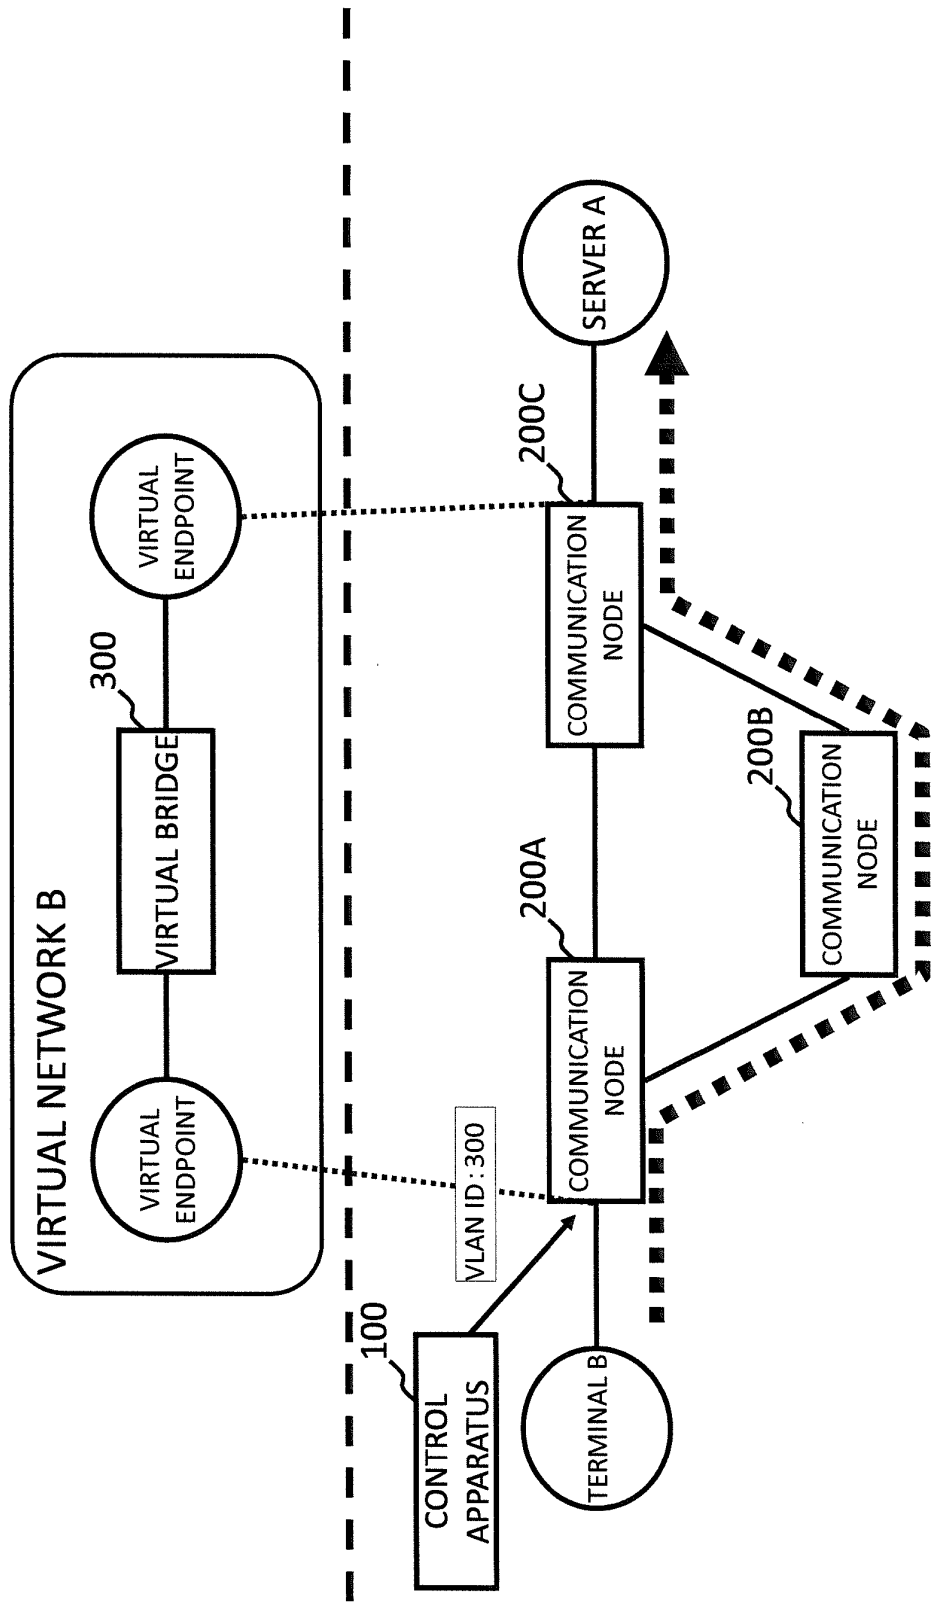 VIRTUAL NETWORK B
VIRTUAL
ENDPOINT
VIRTUAL BRIDGE
300
VIRTUAL
ENDPOINT
100
CONTROL
APPARATUS
VLAN ID : 300
TERMINAL B
COMMUNICATION
NODE
200A
COMMUNICATION
NODE
200C
SERVER A
COMMUNICATION
NODE
200B